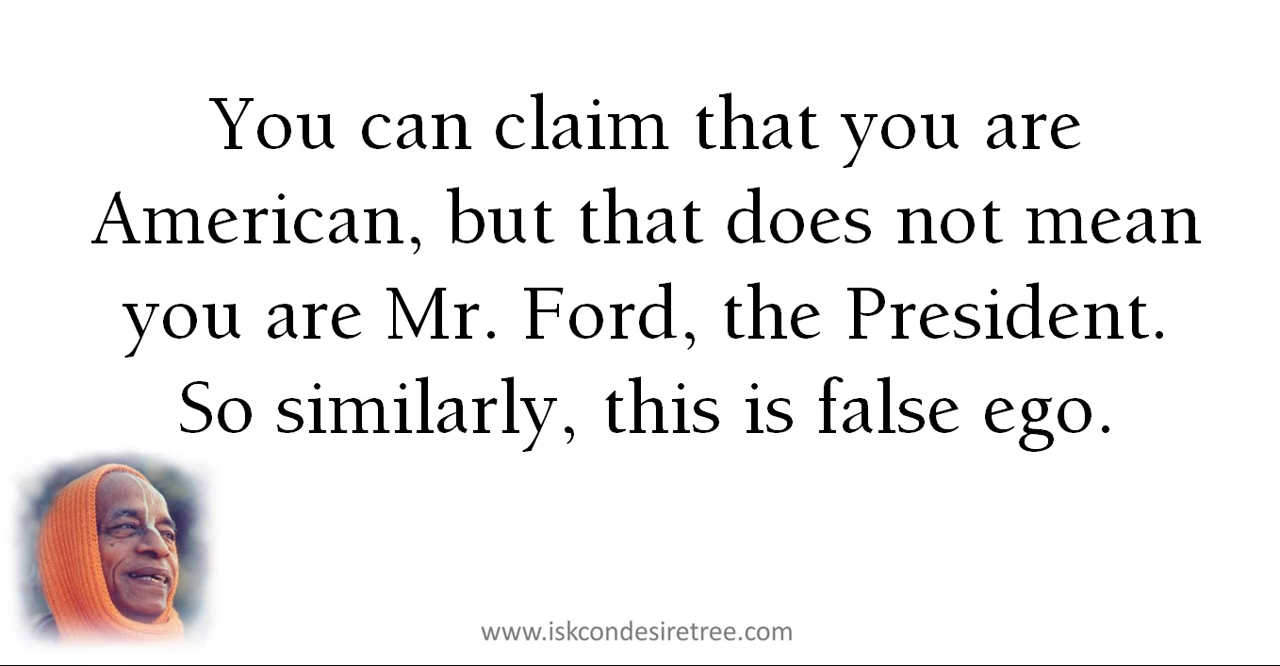 You can claim that you are
American, but that does not mean
you are Mr. Ford, the President.
So similarly, this is false ego.
www.iskcondesiretree.com